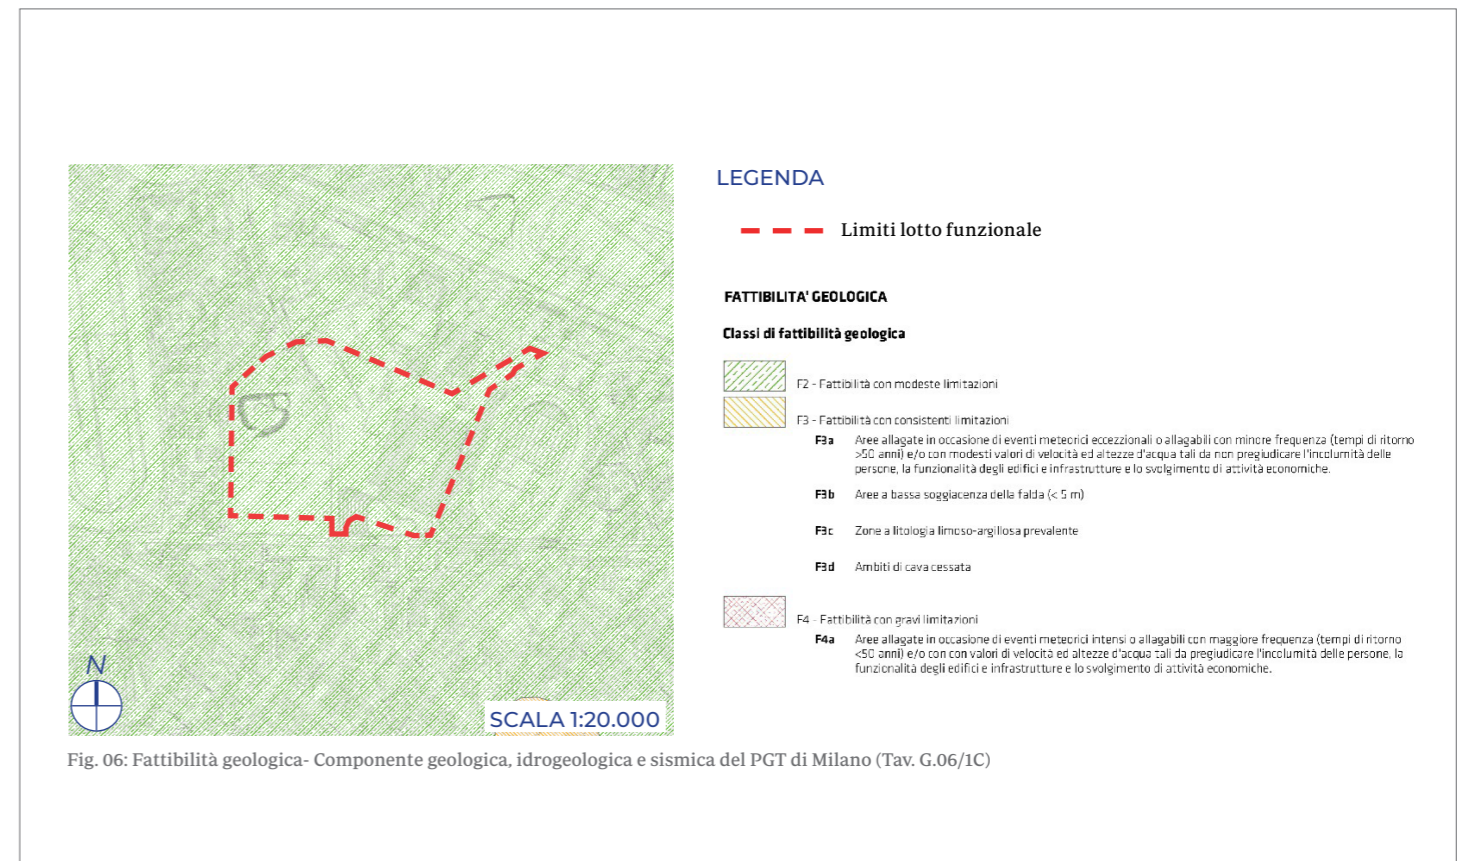 LEGENDA
Limiti lotto funzionale
FATTIBILITA' GEOLOGICA
Classi di fattibilità geologica
F2 - Fattibilità con modeste limitazioni
F3 - Fattibilità con consistenti limitazioni
F3a Aree allagate in occasione di eventi meteorici eccezionali o allagabili con minore frequenza (tempi di ritorno
>50 anni) e/o con modesti valori di velocità ed altezze d'acqua tali da non pregiudicare l'incolumità delle
persone, la funzionalità degli edifici e infrastrutture e lo svolgimento di attività economiche.
F3b Aree a bassa soggiacenza della falda (< 5 m)
F3c Zone a litologia limoso-argillosa prevalente
F3d Ambiti di cava cessata
F4 - Fattibilità con gravi limitazioni
F4a Aree allagate in occasione di eventi meteorici intensi o allagabili con maggiore frequenza (tempi di ritorno
<50 anni) e/o con con valori di velocità ed altezze d'acqua tali da pregiudicare l'incolumità delle persone, la
funzionalità degli edifici e infrastrutture e lo svolgimento di attività economiche.
N
SCALA 1:20.000
Fig. 06: Fattibilità geologica- Componente geologica, idrogeologica e sismica del PGT di Milano (Tav. G.06/1C)